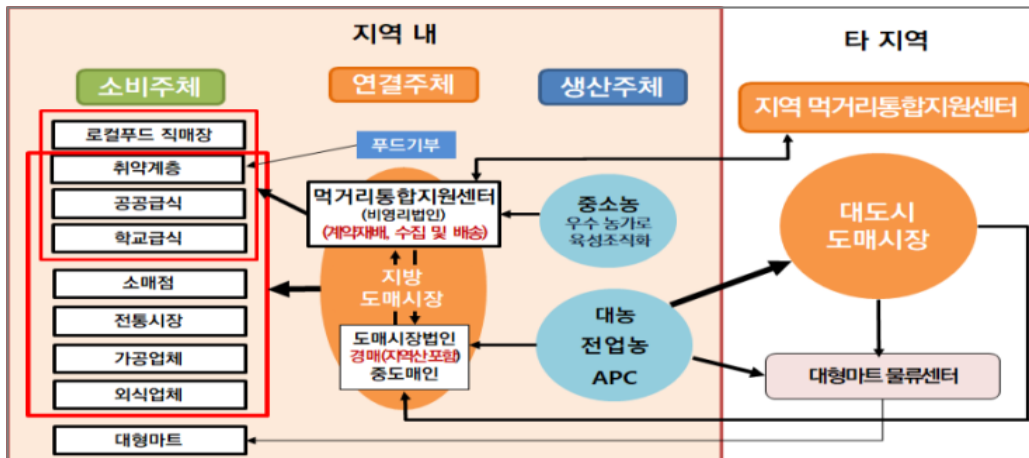 지역 내
타 지역
소비주체
연결주체
생산주체
지역 먹거리통합지원센터
로컬푸드 직매장
취약계층
공공급식
학교급식
소매점
전통시장
가공업체
외식업체
대형마트
푸드기부
먹거리통합지원센터
(비영리법인)
(계약재배, 수집 및 배송)
지방
도매시장
도매시장법인
경매(지역산포함)
중도매인
중소농
우수 농가로
육성조직화
대농
전업농
APC
대도시
도매시장
대형마트 물류센터